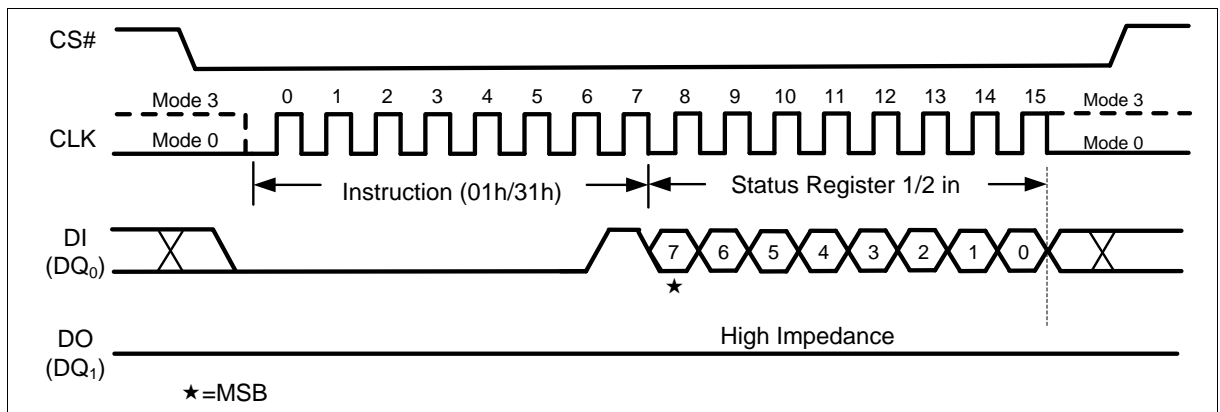 CS#
Mode 3
0 1 2 3 4 5 6 7 8 9 10 11 12 13 14 15
Mode 3
CLK
Mode 0
Mode 0
Instruction (01h/31h)
Status Register 1/2 in
DI
(DQ0)
7 6 5 4 3 2 1 0
★
High Impedance
DO
(DQ1)
★=MSB